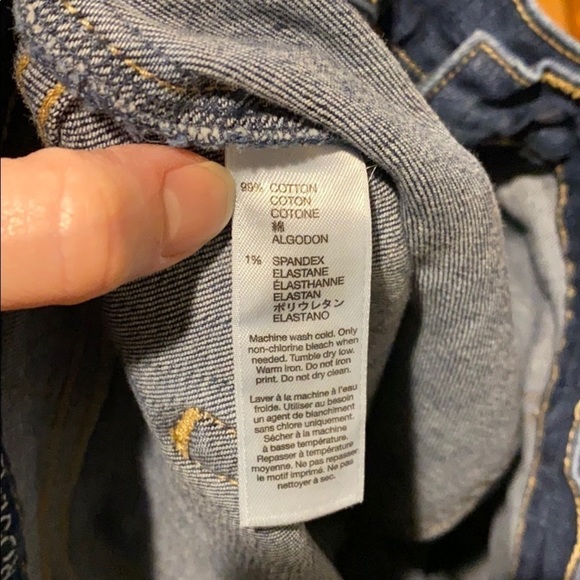 99% COTTON
COTON
COTONE
綿
ALGODON
1% SPANDEX
ELASTANE
ÉLASTHANNE
ELASTAN
ポリウレタン
ELASTANO
Machine wash cold. Only
non-chlorine bleach when
needed. Tumble dry low.
Warm iron. Do not iron
print. Do not dry clean.
Laver à la machine à l'eau
froide. Utiliser au besoin
un agent de blanchiment
sans chlore uniquement.
Sécher à la machine
à basse température.
Repasser à température
moyenne. Ne pas repasser
le motif imprimé. Ne pas
nettoyer à sec.